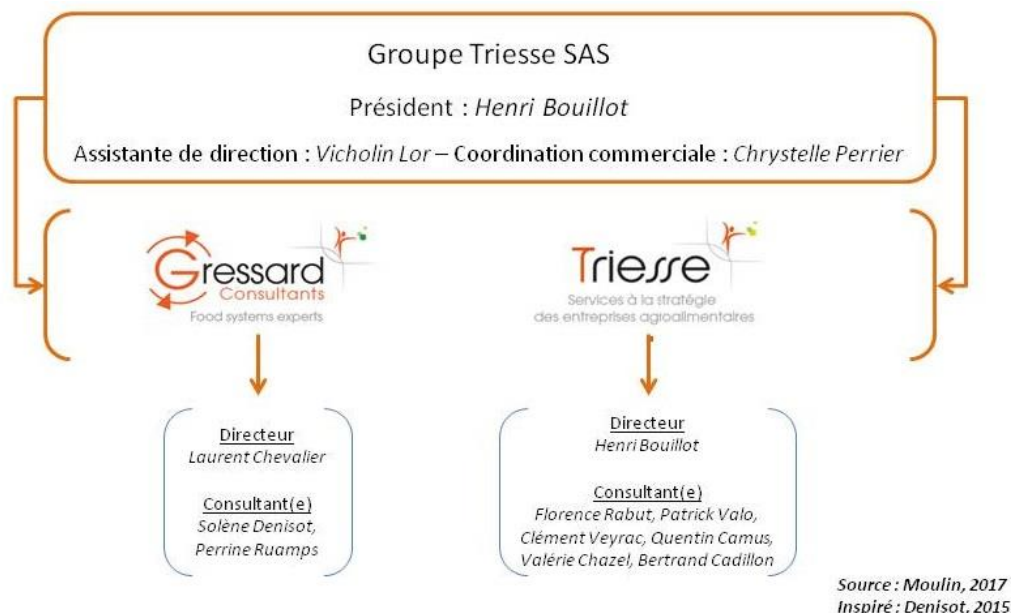 Groupe Triesse SAS
Président : Henri Bouillot
Assistante de direction : Vicholin Lor – Coordination commerciale : Chrystelle Perrier
Gressard
Consultants
Food systems experts
Triesse
Services à la stratégie
des entreprises agroalimentaires
Directeur
Laurent Chevalier
Consultant(e)
Solène Denisot,
Perrine Ruamps
Directeur
Henri Bouillot
Consultant(e)
Florence Rabut, Patrick Valo,
Clément Veyrac, Quentin Camus,
Valérie Chazel, Bertrand Cadillon
Source : Moulin, 2017
Inspiré : Denisot, 2015